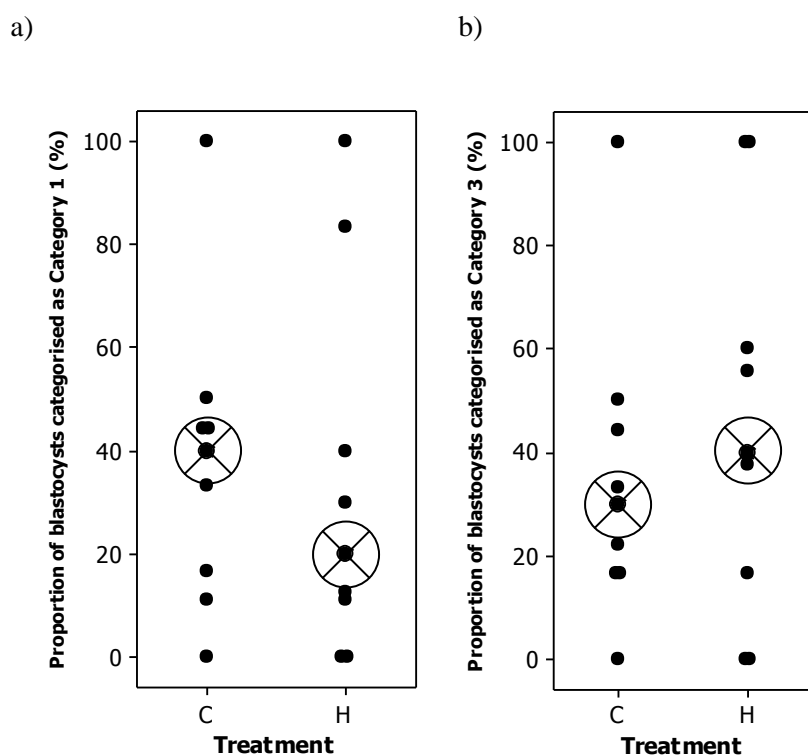 a)
b)
Proportion of blastocysts categorised as Category 1 (%)
100
80
60
40
20
0
C
H
Treatment
Proportion of blastocysts categorised as Category 3 (%)
100
80
60
40
20
0
C
H
Treatment